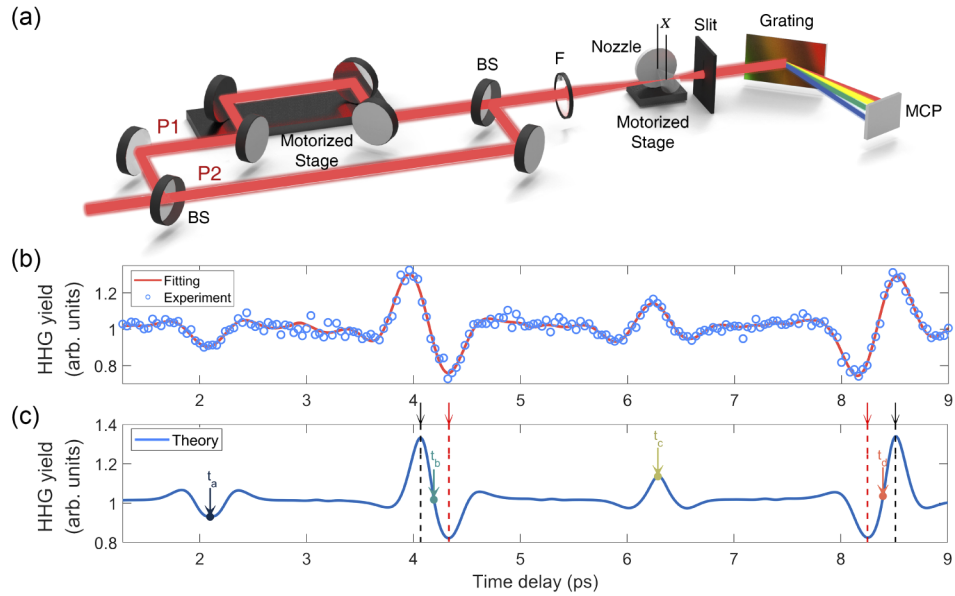 (a)
P1
P2
BS
Motorized
Stage
BS
F
Nozzle
X
Motorized
Stage
Slit
Grating
MCP
(b)
HHG yield
(arb. units)
1.2
1
0.8
Fitting
Experiment
2 3 4 5 6 7 8 9
(c)
HHG yield
(arb. units)
1.4
1.2
1.0
0.8
Theory
t_a
t_b
t_c
t_d
2 3 4 5 6 7 8 9
Time delay (ps)